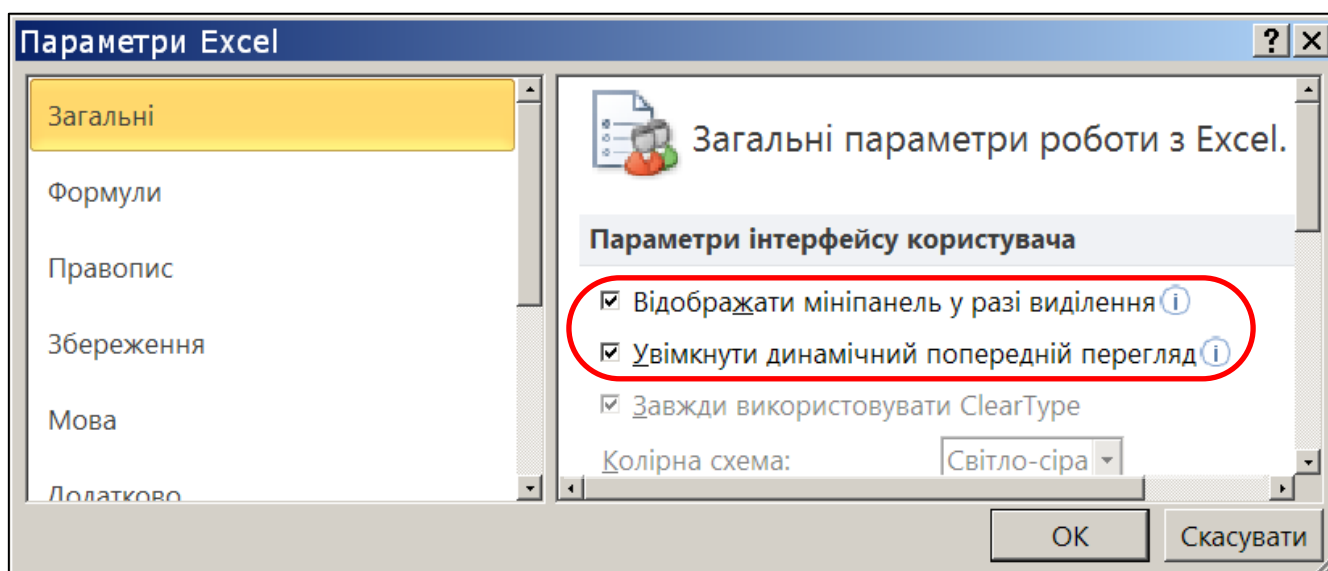 Параметри Excel
Загальні
Формули
Правопис
Збереження
Мова
Додатково
Загальні параметри роботи з Excel.
Параметри інтерфейсу користувача
Відображати мініпанель у разі виділення
Увімкнути динамічний попередній перегляд
Завжди використовувати ClearType
Колірна схема: Світло-сіра
ОК Скасувати